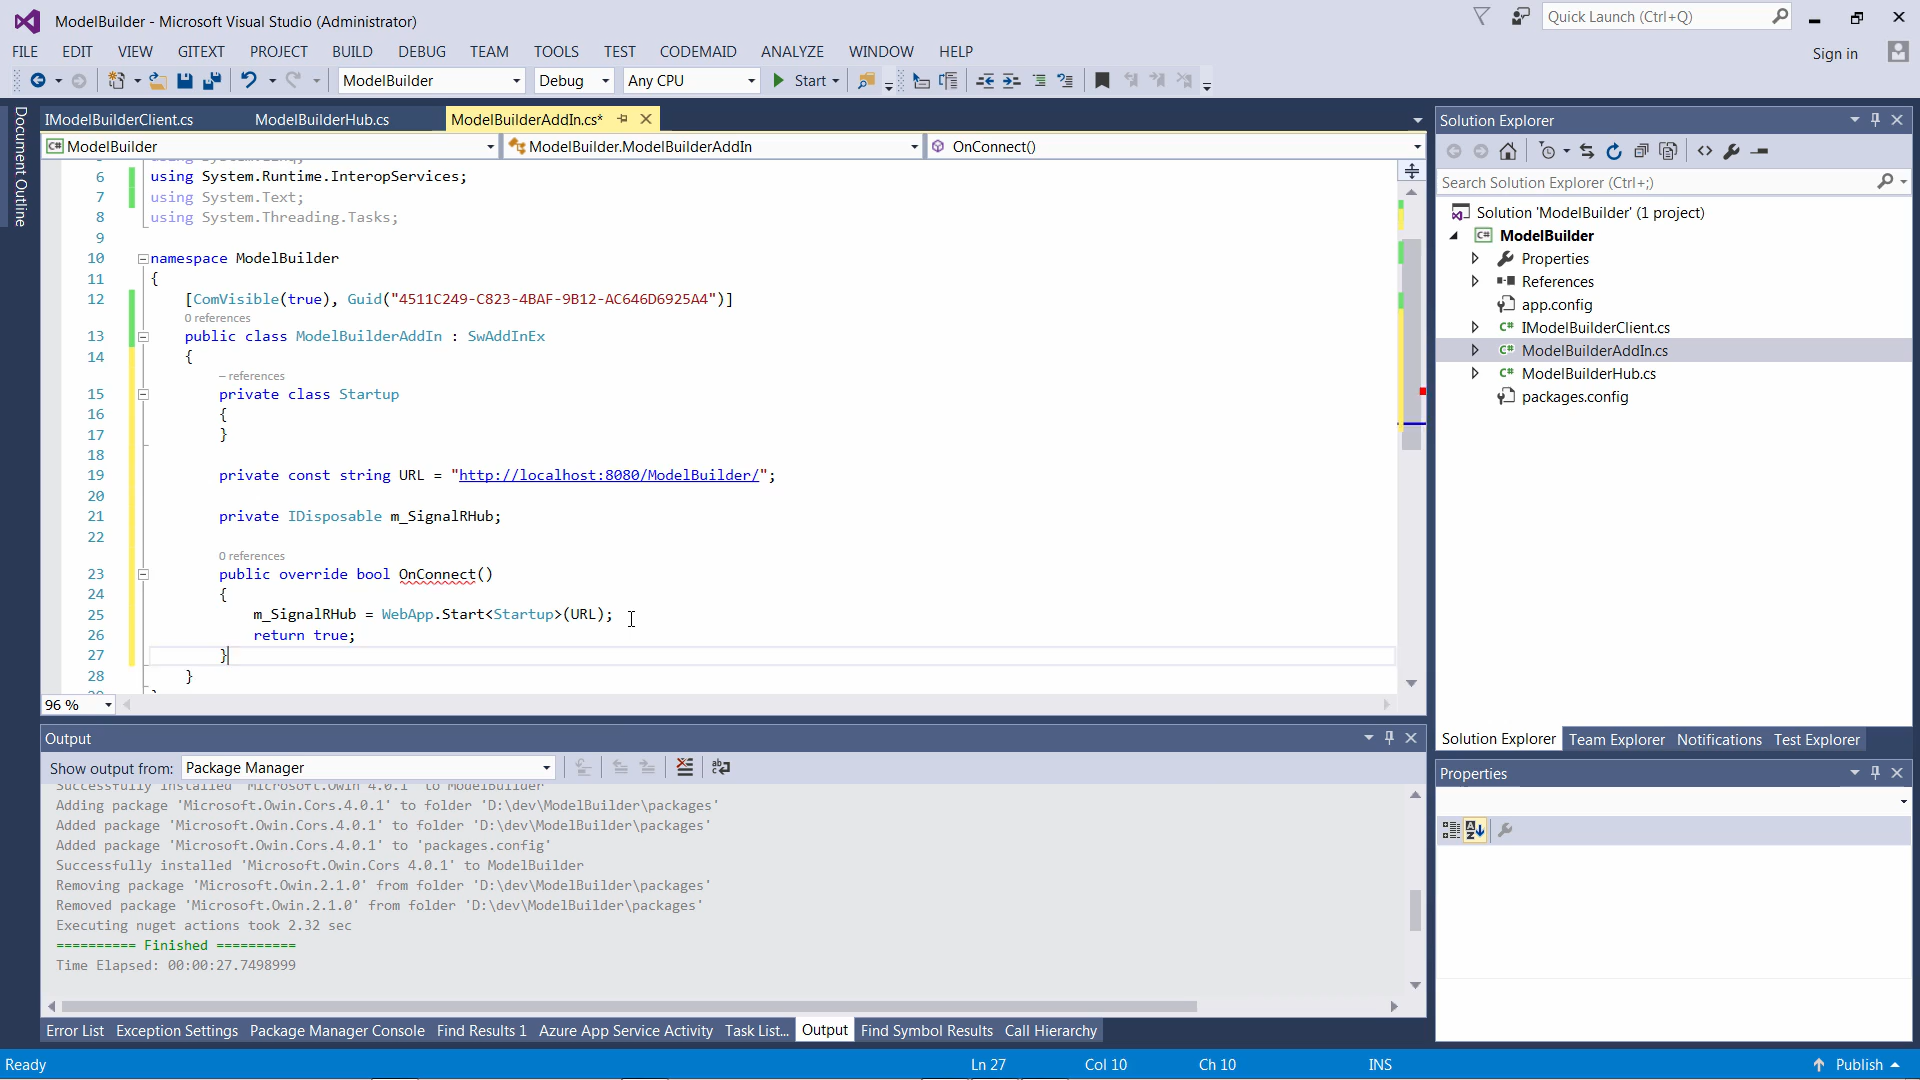 ModelBuilder - Microsoft Visual Studio (Administrator)
Quick Launch (Ctrl+Q)
FILE EDIT VIEW GITEXT PROJECT BUILD DEBUG TEAM TOOLS TEST CODEMAID ANALYZE WINDOW HELP
Sign in
ModelBuilder Debug Any CPU Start
Document Outline
IModelBuilderClient.cs ModelBuilderHub.cs ModelBuilderAddIn.cs*
ModelBuilder ModelBuilder.ModelBuilderAddIn OnConnect()
6 using System.Runtime.InteropServices;
7 using System.Text;
8 using System.Threading.Tasks;
9
10 namespace ModelBuilder
11 {
12 [ComVisible(true), Guid("4511C249-C823-4BAF-9B12-AC646D6925A4")]
0 references
13 public class ModelBuilderAddIn : SwAddInEx
14 {
– references
15 private class Startup
16 {
17 }
18
19 private const string URL = "http://localhost:8080/ModelBuilder/";
20
21 private IDisposable m_SignalRHub;
22
0 references
23 public override bool OnConnect()
24 {
25 m_SignalRHub = WebApp.Start<Startup>(URL);
26 return true;
27 }
28 }
96 %
Output
Show output from: Package Manager
Successfully installed 'Microsoft.Owin 4.0.1' to ModelBuilder
Adding package 'Microsoft.Owin.Cors.4.0.1' to folder 'D:\dev\ModelBuilder\packages'
Added package 'Microsoft.Owin.Cors.4.0.1' to folder 'D:\dev\ModelBuilder\packages'
Added package 'Microsoft.Owin.Cors.4.0.1' to 'packages.config'
Successfully installed 'Microsoft.Owin.Cors 4.0.1' to ModelBuilder
Removing package 'Microsoft.Owin.2.1.0' from folder 'D:\dev\ModelBuilder\packages'
Removed package 'Microsoft.Owin.2.1.0' from folder 'D:\dev\ModelBuilder\packages'
Executing nuget actions took 2.32 sec
========== Finished ==========
Time Elapsed: 00:00:27.7498999
Error List Exception Settings Package Manager Console Find Results 1 Azure App Service Activity Task List... Output Find Symbol Results Call Hierarchy
Solution Explorer
Search Solution Explorer (Ctrl+;)
Solution 'ModelBuilder' (1 project)
C# ModelBuilder
Properties
References
app.config
C# IModelBuilderClient.cs
C# ModelBuilderAddIn.cs
C# ModelBuilderHub.cs
packages.config
Solution Explorer Team Explorer Notifications Test Explorer
Properties
Ready Ln 27 Col 10 Ch 10 INS Publish